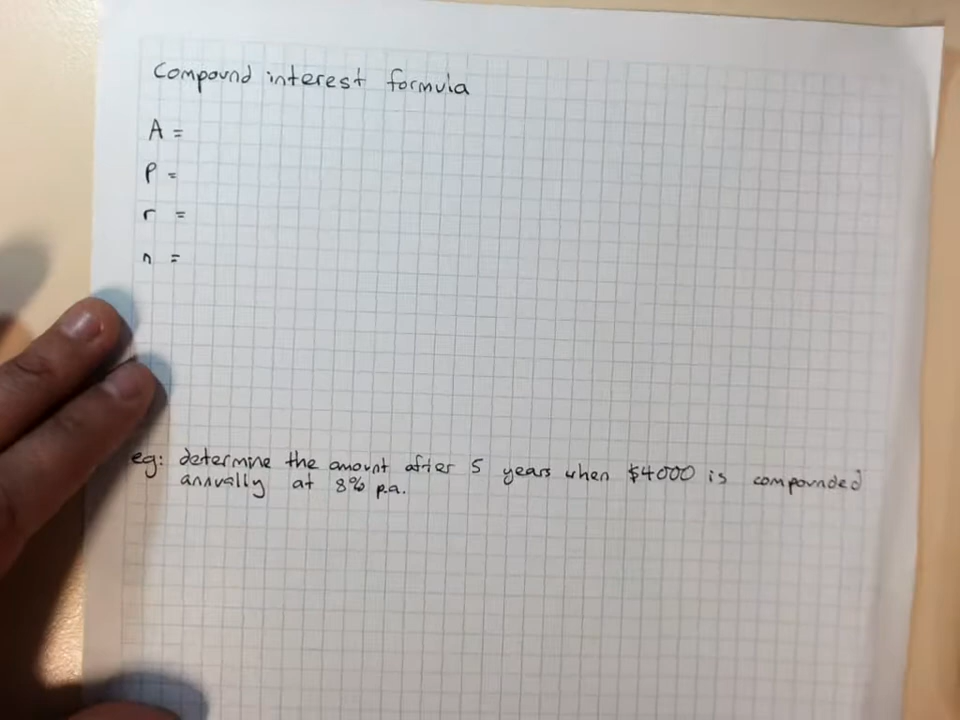 Compound interest formula
A =
P =
r =
n =
eg: determine the amount after 5 years when $4000 is compounded
annually at 8% p.a.